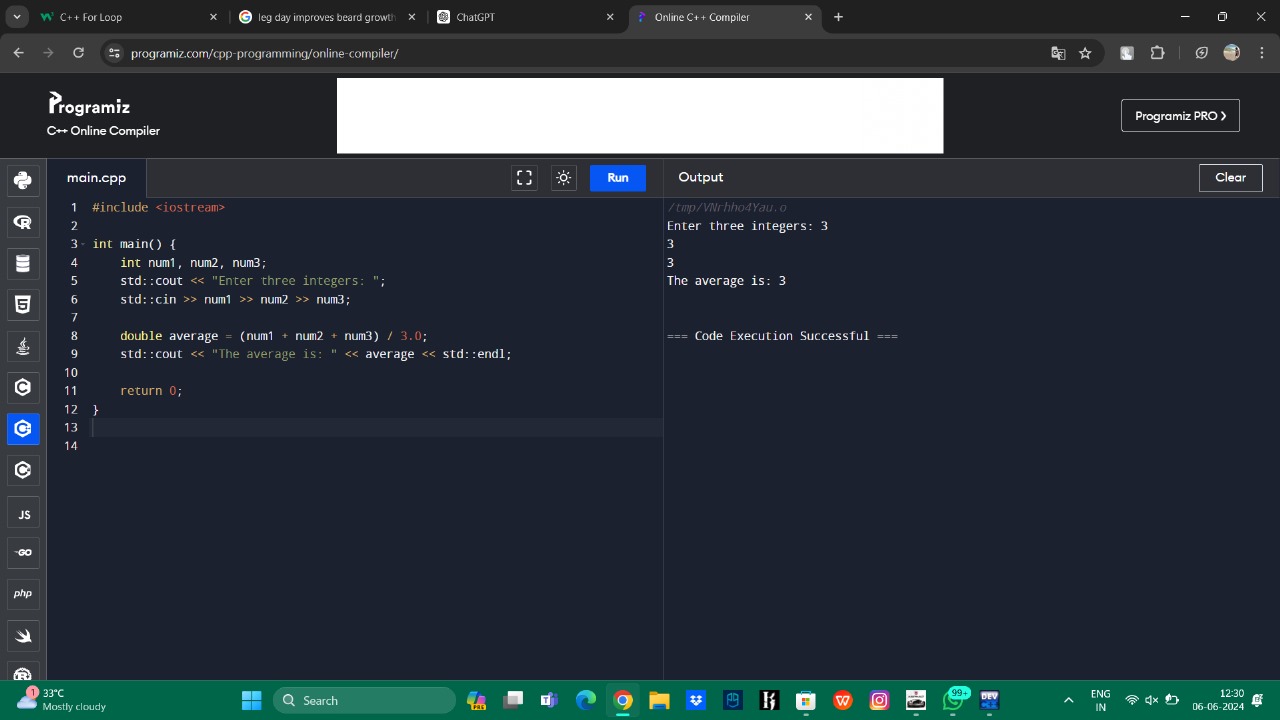 C++ For Loop
leg day improves beard growth
ChatGPT
Online C++ Compiler
programiz.com/cpp-programming/online-compiler/
Programiz
C++ Online Compiler
Programiz PRO ❯
main.cpp
Run
Output
Clear
1 #include <iostream>
2
3 int main() {
4 int num1, num2, num3;
5 std::cout << "Enter three integers: ";
6 std::cin >> num1 >> num2 >> num3;
7
8 double average = (num1 + num2 + num3) / 3.0;
9 std::cout << "The average is: " << average << std::endl;
10
11 return 0;
12 }
13
14
/tmp/VNrhho4Yau.o
Enter three integers: 3
3
3
The average is: 3
=== Code Execution Successful ===
JS
GO
php
1
33°C
Mostly cloudy
Search
PRE
99+
DEV
ENG
IN
12:30
06-06-2024